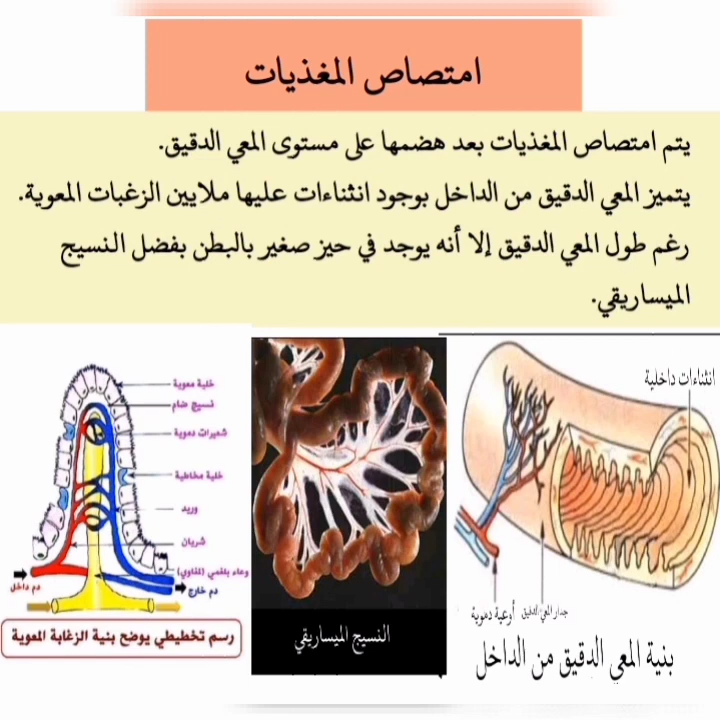 امتصاص المغذيات
يتم امتصاص المغذيات بعد هضمها على مستوى المعي الدقيق.
يتميز المعي الدقيق من الداخل بوجود انثناءات عليها ملايين الزغبات المعوية.
رغم طول المعي الدقيق إلا أنه يوجد في حيز صغير بالبطن بفضل النسيج
الميساريقي.
انثناءات داخلية
جدار المعي الدقيق
أوعية دموية
بنية المعي الدقيق من الداخل
النسيج الميساريقي
خلية معوية
نسيج ضام
شعيرات دموية
خلية مخاطية
وريد
شريان
وعاء بلغمي (لمفاوي)
دم داخل
دم خارج
رسم تخطيطي يوضح بنية الزغابة المعوية